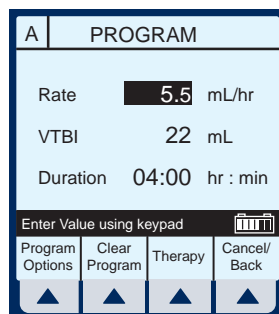 A PROGRAM
Rate 5.5 mL/hr
VTBI 22 mL
Duration 04:00 hr : min
Enter Value using keypad
Program Options Clear Program Therapy Cancel/ Back